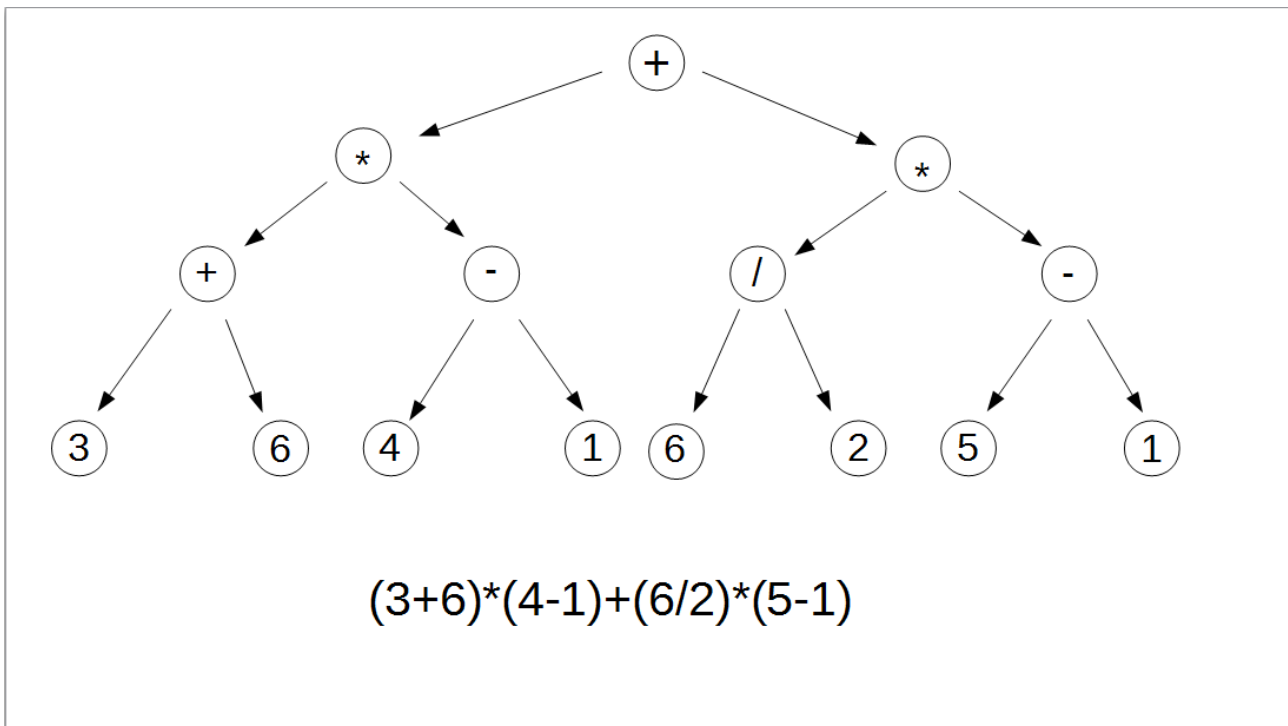 +
* *
+ - / -
3 6 4 1 6 2 5 1
(3+6)*(4-1)+(6/2)*(5-1)